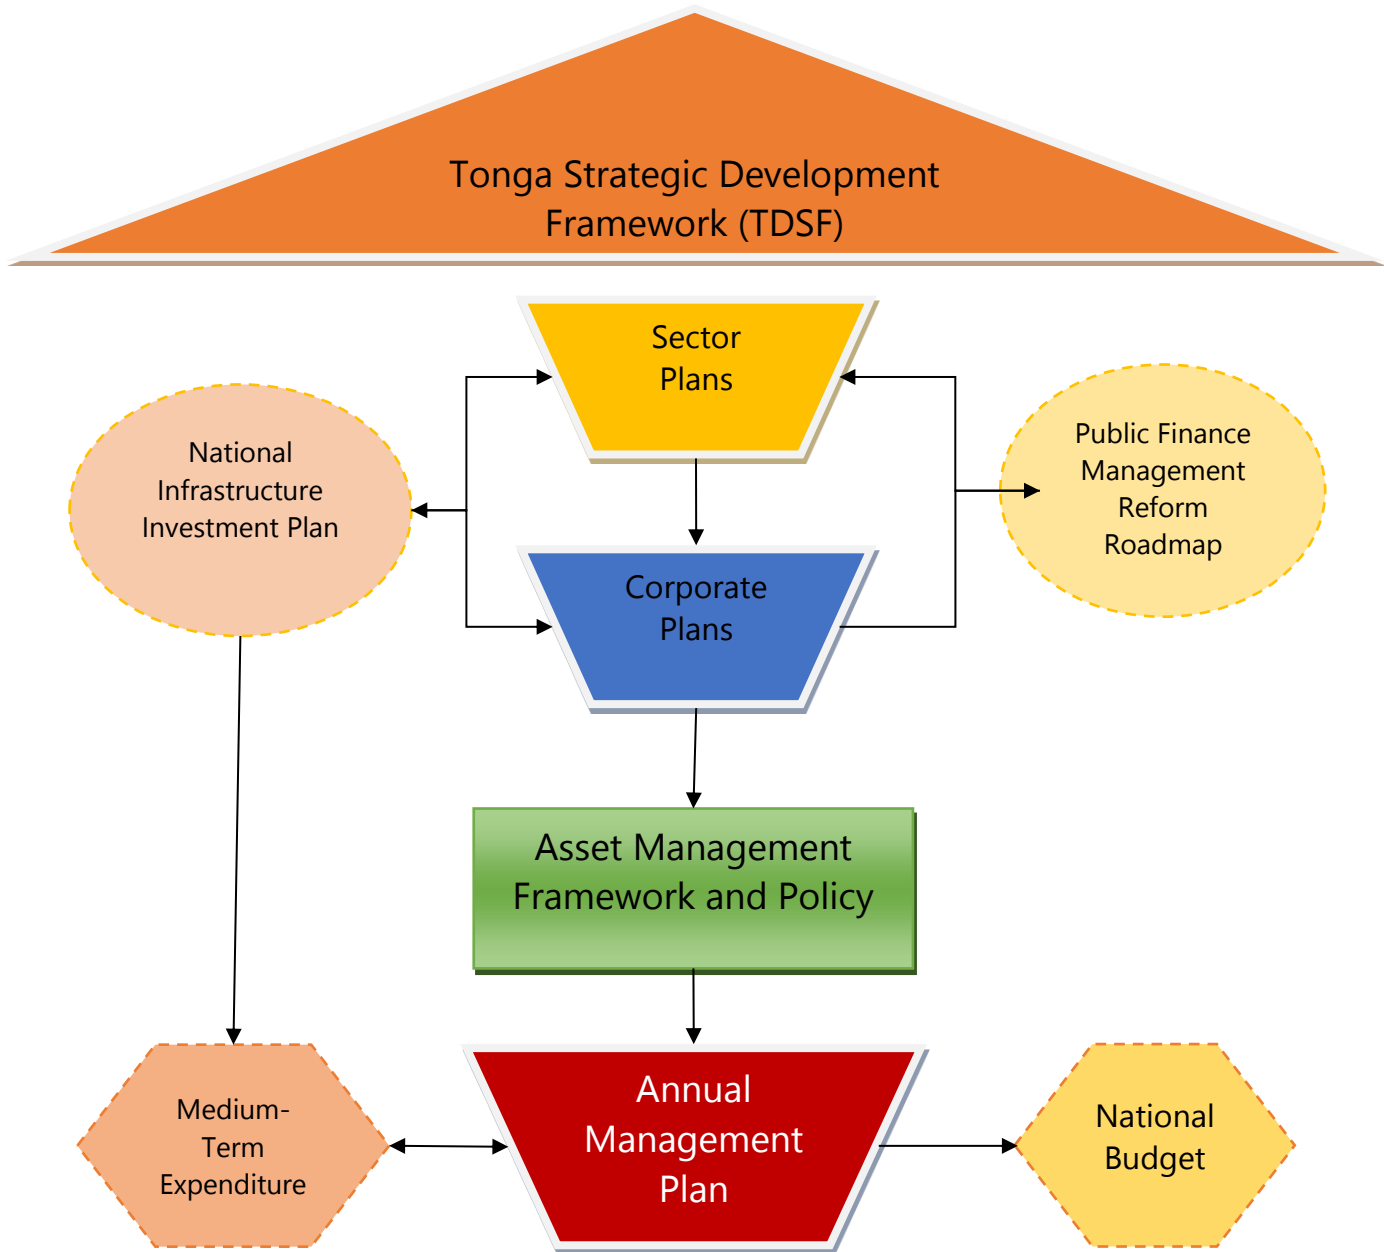 Tonga Strategic Development
Framework (TDSF)
Sector
Plans
National
Infrastructure
Investment Plan
Public Finance
Management
Reform
Roadmap
Corporate
Plans
Asset Management
Framework and Policy
Medium-
Term
Expenditure
Annual
Management
Plan
National
Budget